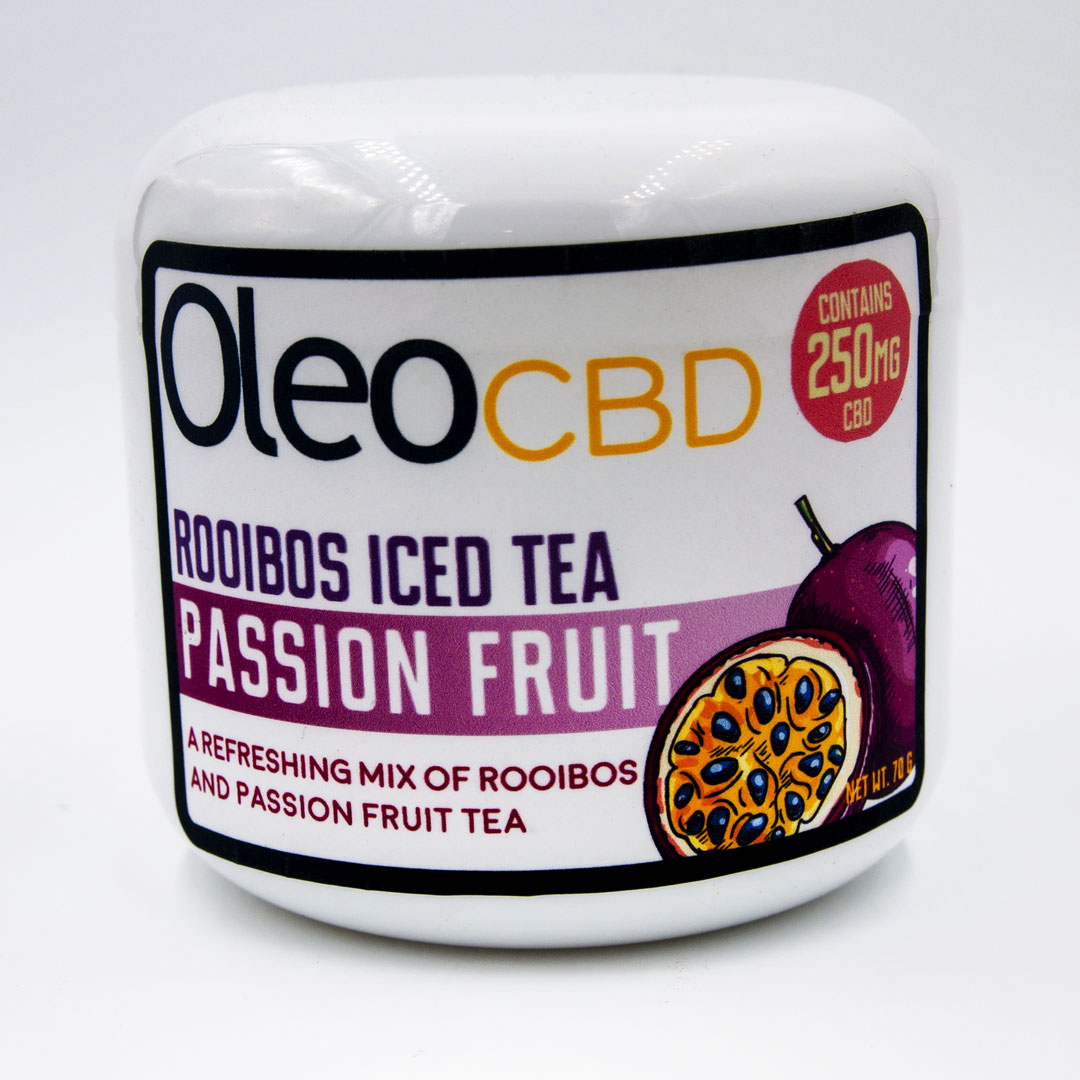 OleoCBD
CONTAINS
250MG
CBD
ROOIBOS ICED TEA
PASSION FRUIT
A REFRESHING MIX OF ROOIBOS
AND PASSION FRUIT TEA
NET WT. 70 G